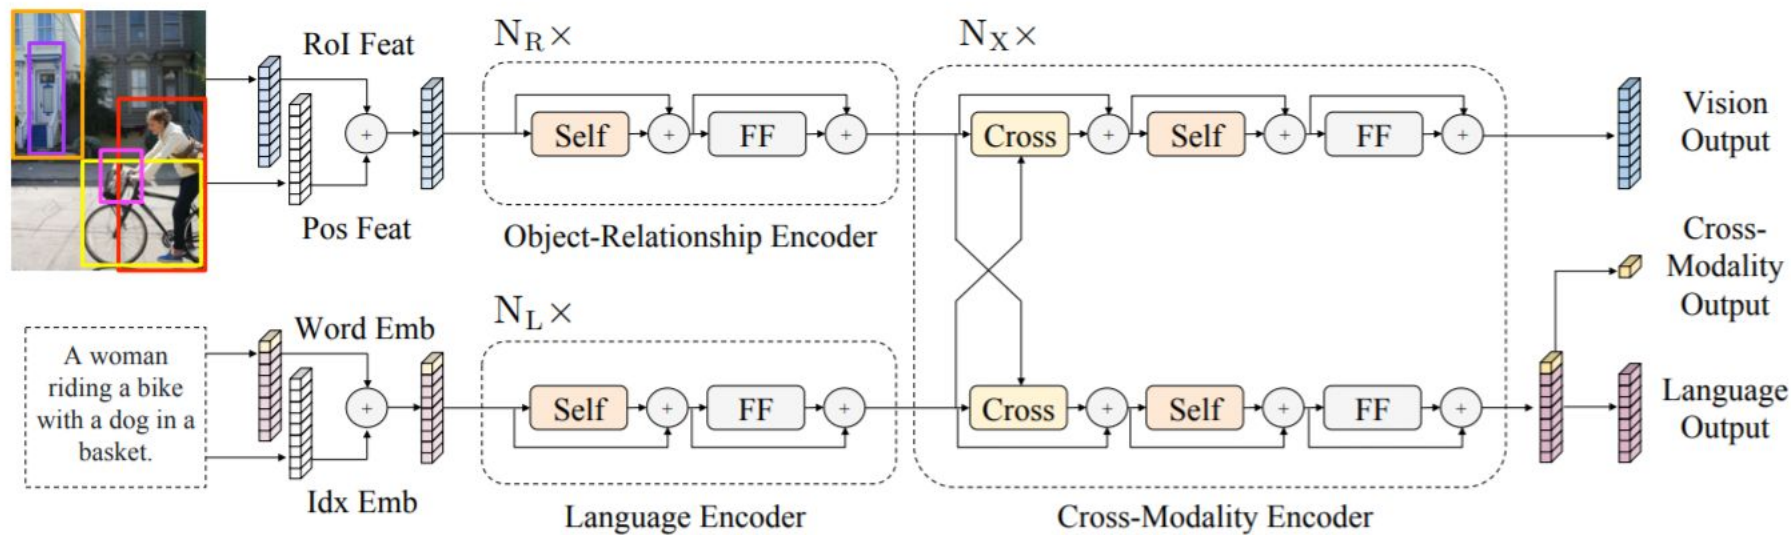 RoI Feat
Pos Feat
N_R ×
Self
+
FF
+
+
Object-Relationship Encoder
A woman
riding a bike
with a dog in a
basket.
Word Emb
Idx Emb
+
N_L ×
Self
+
FF
+
Language Encoder
N_X ×
Cross
+
Self
+
FF
+
Cross
+
Self
+
FF
+
Cross-Modality Encoder
Vision
Output
Cross-
Modality
Output
Language
Output